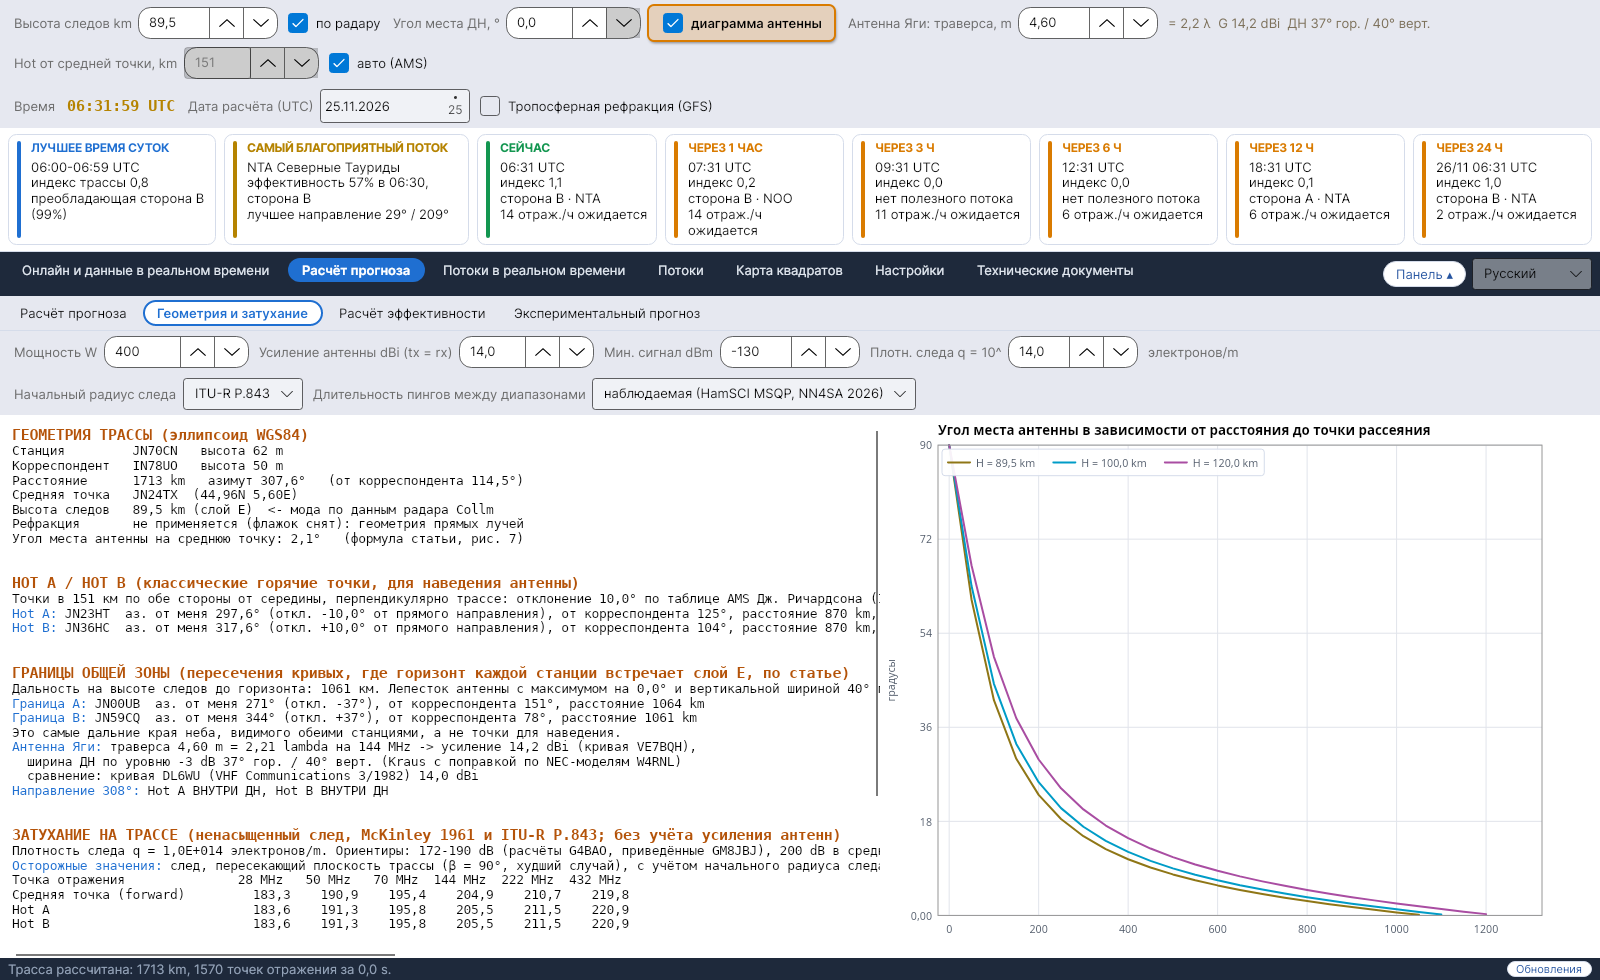 Высота следов km 89,5 по радару Угол места ДН, ° 0,0 диаграмма антенны Антенна Яги: траверса, m 4,60 = 2,2 λ G 14,2 dBi ДН 37° гор. / 40° верт.
Hot от средней точки, km 151 авто (AMS)
Время 06:31:59 UTC Дата расчёта (UTC) 25.11.2026 25 Тропосферная рефракция (GFS)
ЛУЧШЕЕ ВРЕМЯ СУТОК
06:00-06:59 UTC
индекс трассы 0,8
преобладающая сторона B
(99%)
САМЫЙ БЛАГОПРИЯТНЫЙ ПОТОК
NTA Северные Тауриды
эффективность 57% в 06:30,
сторона B
лучшее направление 29° / 209°
СЕЙЧАС
06:31 UTC
индекс 1,1
сторона B · NTA
14 отраж./ч ожидается
ЧЕРЕЗ 1 ЧАС
07:31 UTC
индекс 0,2
сторона B · NOO
14 отраж./ч
ожидается
ЧЕРЕЗ 3 Ч
09:31 UTC
индекс 0,0
нет полезного потока
11 отраж./ч ожидается
ЧЕРЕЗ 6 Ч
12:31 UTC
индекс 0,0
нет полезного потока
6 отраж./ч ожидается
ЧЕРЕЗ 12 Ч
18:31 UTC
индекс 0,1
сторона A · NTA
6 отраж./ч ожидается
ЧЕРЕЗ 24 Ч
26/11 06:31 UTC
индекс 1,0
сторона B · NTA
2 отраж./ч ожидается
Онлайн и данные в реальном времени Расчёт прогноза Потоки в реальном времени Потоки Карта квадратов Настройки Технические документы Панель ▴ Русский
Расчёт прогноза Геометрия и затухание Расчёт эффективности Экспериментальный прогноз
Мощность W 400 Усиление антенны dBi (tx = rx) 14,0 Мин. сигнал dBm -130 Плотн. следа q = 10^ 14,0 электронов/m
Начальный радиус следа ITU-R P.843 Длительность пингов между диапазонами наблюдаемая (HamSCI MSQP, NN4SA 2026)
ГЕОМЕТРИЯ ТРАССЫ (эллипсоид WGS84)
Станция JN70CN высота 62 m
Корреспондент IN78UO высота 50 m
Расстояние 1713 km азимут 307,6° (от корреспондента 114,5°)
Средняя точка JN24TX (44,96N 5,60E)
Высота следов 89,5 km (слой E) <- мода по данным радара Collm
Рефракция не применяется (флажок снят): геометрия прямых лучей
Угол места антенны на среднюю точку: 2,1° (формула статьи, рис. 7)
HOT A / HOT B (классические горячие точки, для наведения антенны)
Точки в 151 км по обе стороны от середины, перпендикулярно трассе: отклонение 10,0° по таблице AMS Дж. Ричардсона (
Hot A: JN23HT аз. от меня 297,6° (откл. -10,0° от прямого направления), от корреспондента 125°, расстояние 870 km,
Hot B: JN36HC аз. от меня 317,6° (откл. +10,0° от прямого направления), от корреспондента 104°, расстояние 870 km,
ГРАНИЦЫ ОБЩЕЙ ЗОНЫ (пересечения кривых, где горизонт каждой станции встречает слой E, по статье)
Дальность на высоте следов до горизонта: 1061 км. Лепесток антенны с максимумом на 0,0° и вертикальной шириной 40°
Граница A: JN00UB аз. от меня 271° (откл. -37°), от корреспондента 151°, расстояние 1064 km
Граница B: JN59CQ аз. от меня 344° (откл. +37°), от корреспондента 78°, расстояние 1061 km
Это самые дальние края неба, видимого обеими станциями, а не точки для наведения.
Антенна Яги: траверса 4,60 m = 2,21 lambda на 144 MHz -> усиление 14,2 dBi (кривая VE7BQH),
ширина ДН по уровню -3 dB 37° гор. / 40° верт. (Kraus с поправкой по NEC-моделям W4RNL)
сравнение: кривая DL6WU (VHF Communications 3/1982) 14,0 dBi
Направление 308°: Hot A ВНУТРИ ДН, Hot B ВНУТРИ ДН
ЗАТУХАНИЕ НА ТРАССЕ (ненасыщенный след, McKinley 1961 и ITU-R P.843; без учёта усиления антенн)
Плотность следа q = 1,0E+014 электронов/m. Ориентиры: 172-190 dB (расчёты G4BAO, приведённые GM8JBJ), 200 dB в сред
Осторожные значения: след, пересекающий плоскость трассы (β = 90°, худший случай), с учётом начального радиуса след
Точка отражения 28 MHz 50 MHz 70 MHz 144 MHz 222 MHz 432 MHz
Средняя точка (forward) 183,3 190,9 195,4 204,9 210,7 219,8
Hot A 183,6 191,3 195,8 205,5 211,5 220,9
Hot B 183,6 191,3 195,8 205,5 211,5 220,9
Угол места антенны в зависимости от расстояния до точки рассеяния
H = 89,5 km H = 100,0 km H = 120,0 km
90
72
54
36
18
0,00
градусы
0 200 400 600 800 1000 1200
Трасса рассчитана: 1713 km, 1570 точек отражения за 0,0 s. Обновления